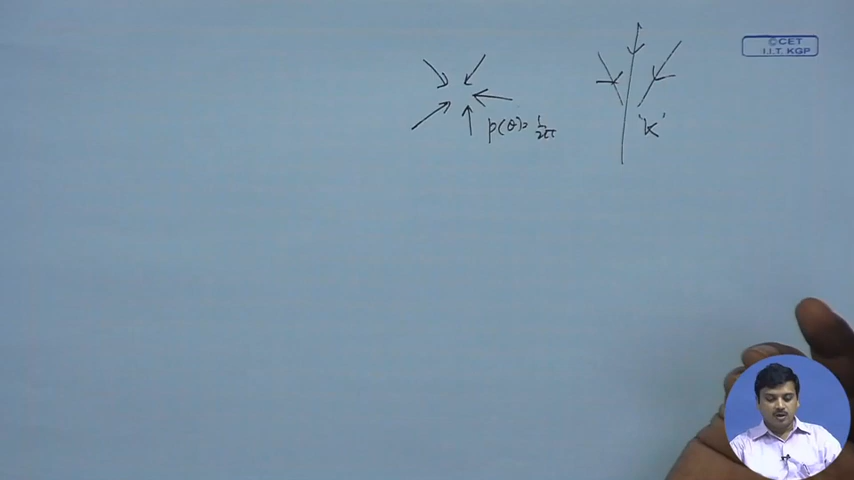 © CET
I.I.T. KGP
p(θ)= 1/2π
'K'